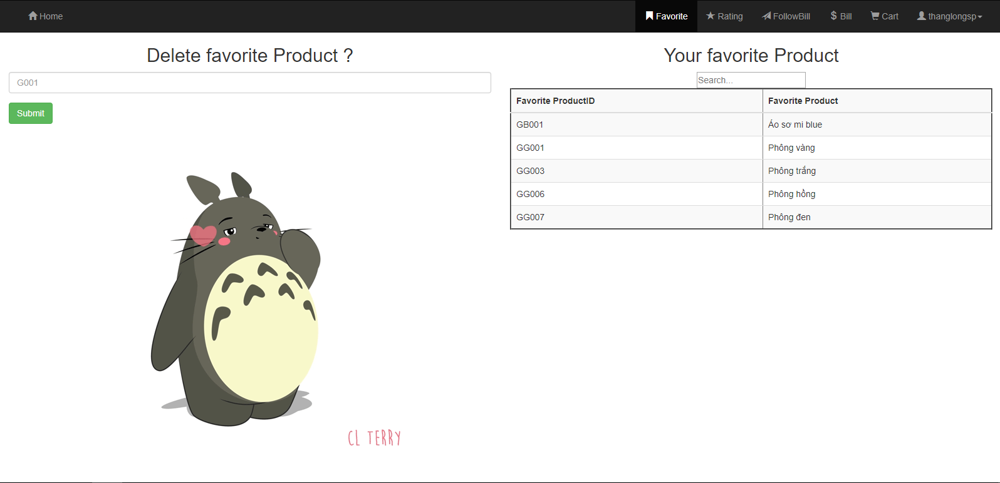 Home Favorite Rating FollowBill Bill Cart thanglongsp
Delete favorite Product ?
G001
Submit
CL TERRY
Your favorite Product
Search...
Favorite ProductID Favorite Product
GB001 Áo sơ mi blue
GG001 Phông vàng
GG003 Phông trắng
GG006 Phông hồng
GG007 Phông đen